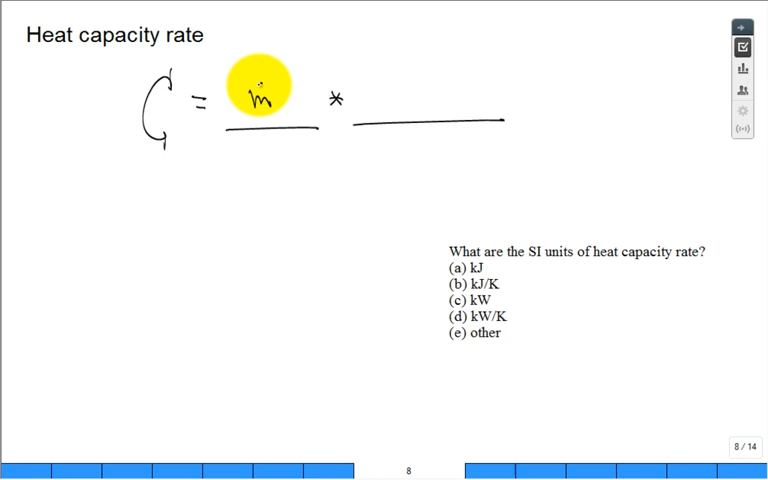 Heat capacity rate
C = ṁ *
What are the SI units of heat capacity rate?
(a) kJ
(b) kJ/K
(c) kW
(d) kW/K
(e) other
8 / 14
8